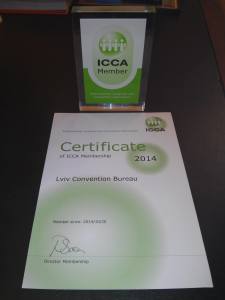 ICCA
Member
ICCA
Certificate
of ICCA Membership
2014
Lviv Convention Bureau
Director Membership